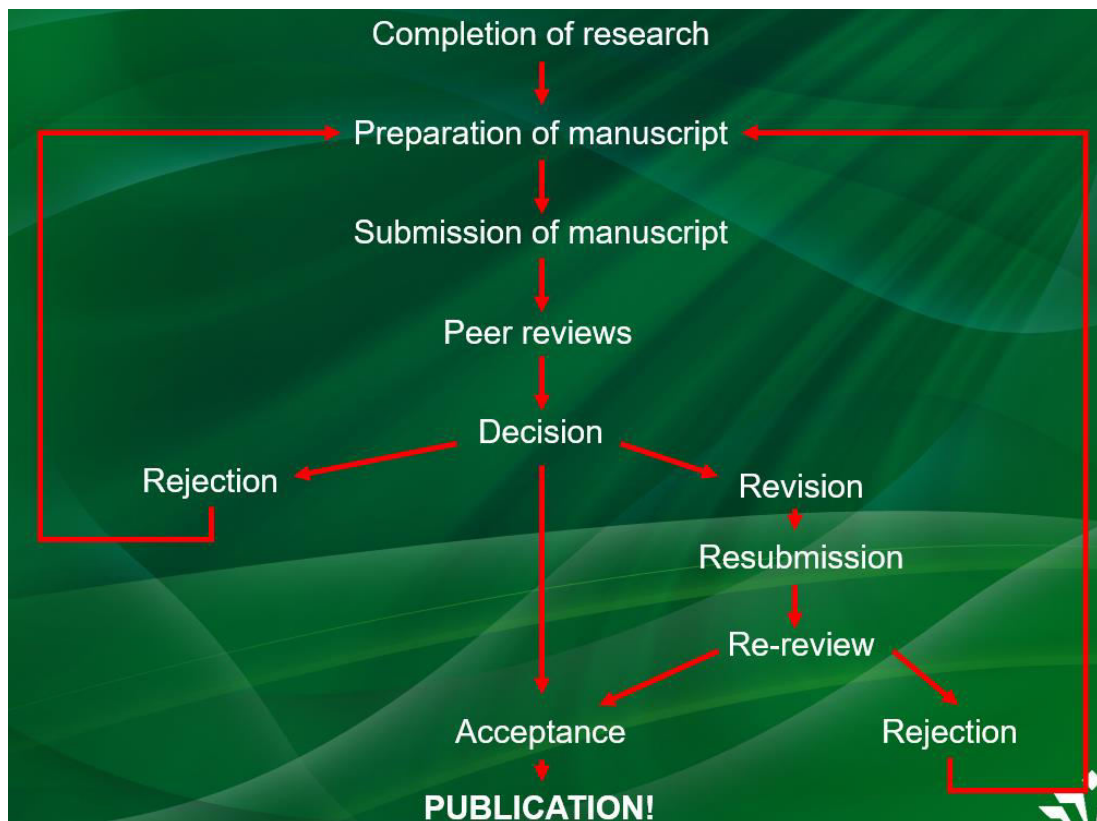 Completion of research
Preparation of manuscript
Submission of manuscript
Peer reviews
Decision
Rejection
Revision
Resubmission
Re-review
Acceptance
Rejection
PUBLICATION!